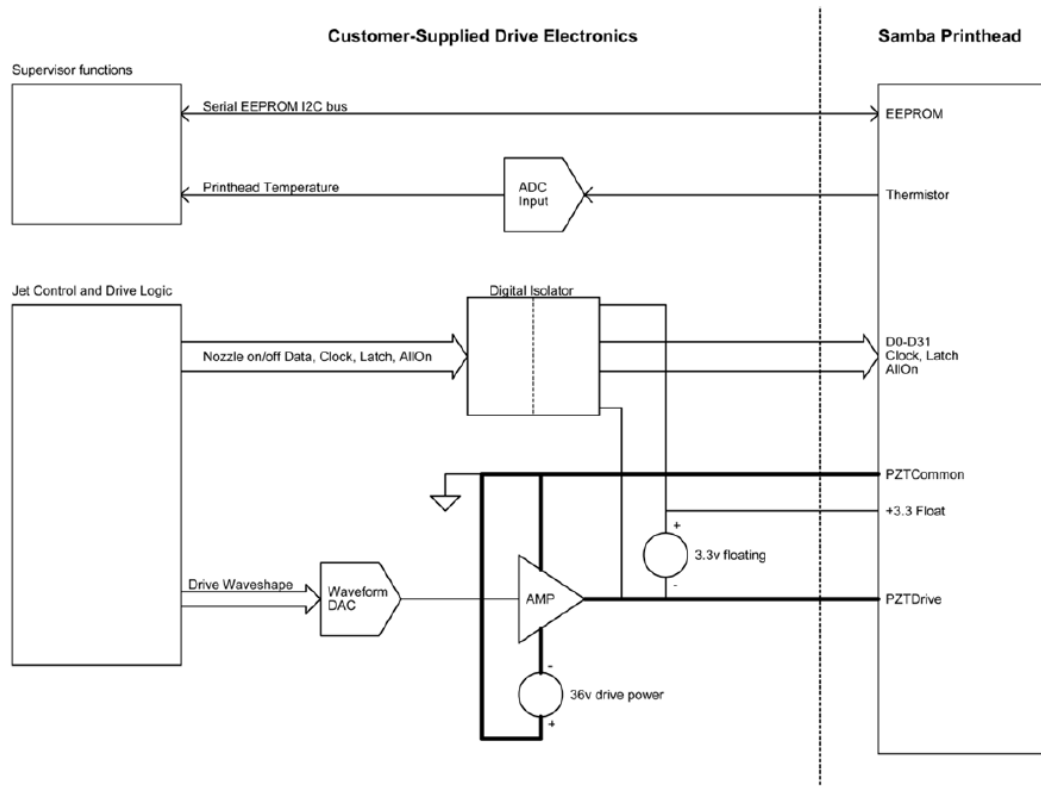 Customer-Supplied Drive Electronics
Samba Printhead
Supervisor functions
Serial EEPROM I2C bus
EEPROM
Printhead Temperature
ADC
Input
Thermistor
Jet Control and Drive Logic
Digital Isolator
Nozzle on/off Data, Clock, Latch, AllOn
D0-D31
Clock, Latch
AllOn
PZTCommon
+3.3 Float
+
3.3v floating
-
Drive Waveshape
Waveform
DAC
AMP
PZTDrive
-
36v drive power
+